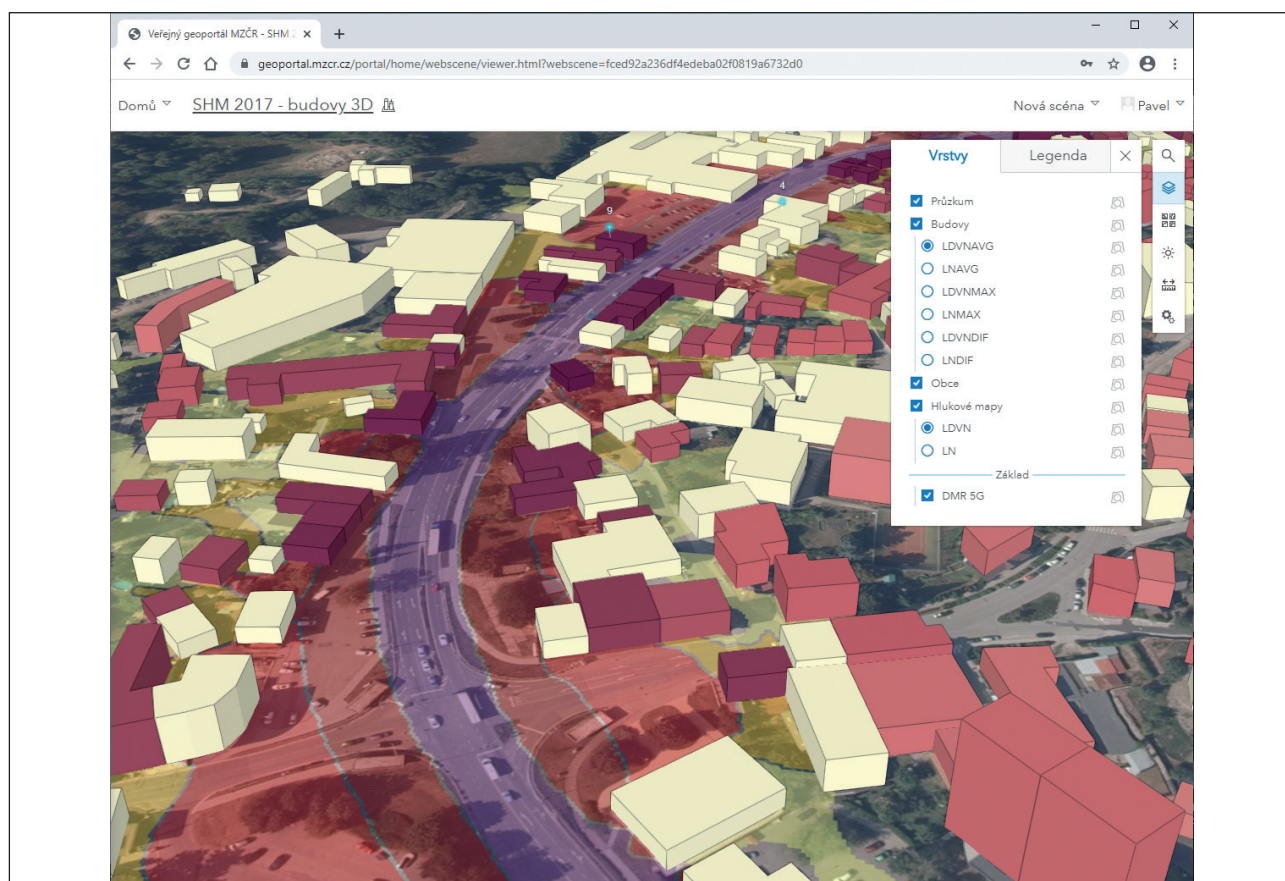 Veřejný geoportál MZČR - SHM 2
geoportal.mzcr.cz/portal/home/webscene/viewer.html?webscene=fced92a236df4edeba02f0819a6732d0
Domů SHM 2017 - budovy 3D Nová scéna Pavel
Vrstvy Legenda
4
9
Průzkum
Budovy
LDVNAVG
LNAVG
LDVNMAX
LNMAX
LDVNDIF
LNDIF
Obce
Hlukové mapy
LDVN
LN
Základ
DMR 5G